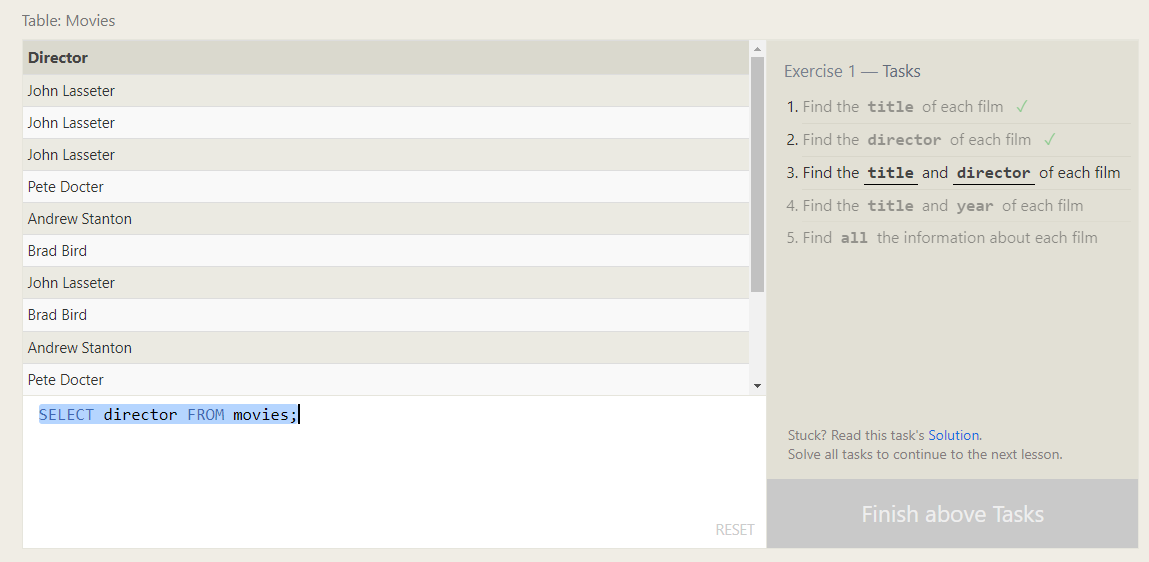 Table: Movies
Director
John Lasseter
John Lasseter
John Lasseter
Pete Docter
Andrew Stanton
Brad Bird
John Lasseter
Brad Bird
Andrew Stanton
Pete Docter
SELECT director FROM movies;
RESET
Exercise 1 — Tasks
1. Find the title of each film ✓
2. Find the director of each film ✓
3. Find the title and director of each film
4. Find the title and year of each film
5. Find all the information about each film
Stuck? Read this task's Solution.
Solve all tasks to continue to the next lesson.
Finish above Tasks